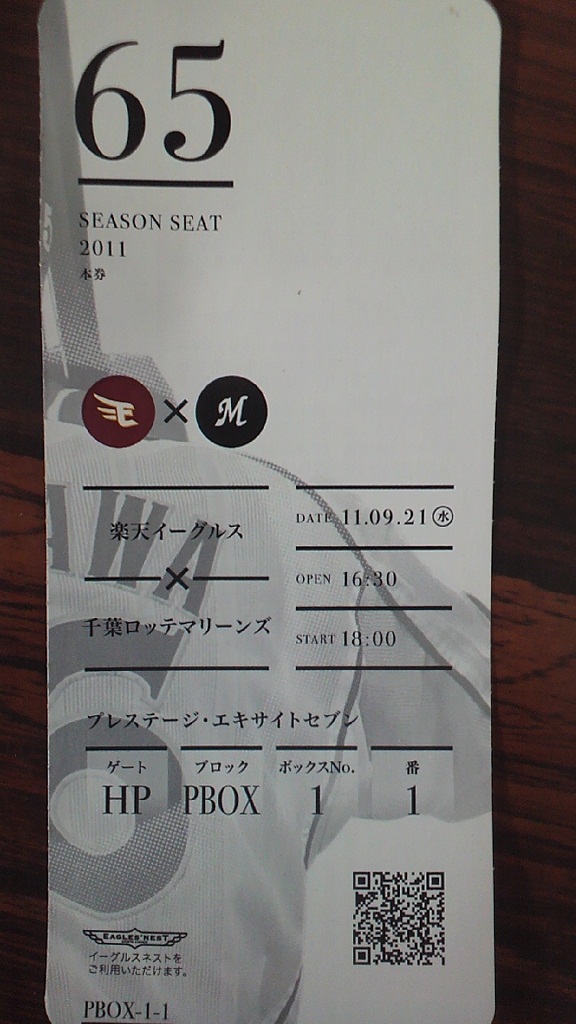 65
SEASON SEAT
2011
本券
E × M
DATE 11.09.21㊌
楽天イーグルス
×
千葉ロッテマリーンズ
OPEN 16:30
START 18:00
AWA
プレステージ・エキサイトセブン
ゲート ブロック ボックスNo. 番
HP PBOX 1 1
EAGLES' NEST
イーグルスネストを
ご利用いただけます。
PBOX-1-1